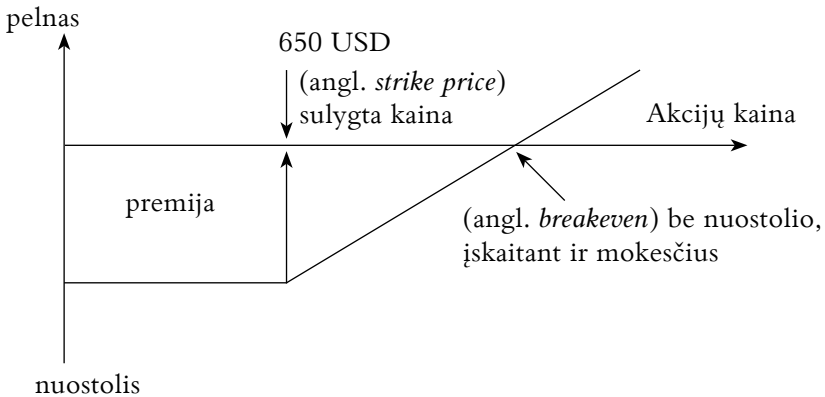 pelnas
650 USD
(angl. strike price)
sulygta kaina
Akcijų kaina
premija
(angl. breakeven) be nuostolio,
įskaitant ir mokesčius
nuostolis